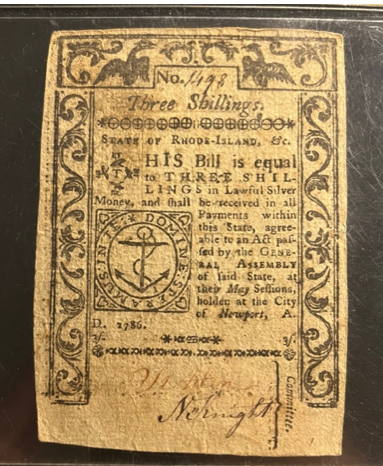 No. 1498
Three Shillings.
STATE OF RHODE-ISLAND, &c.
THIS Bill is equal
to THREE SHIL-
LINGS in Lawful Silver
Money, and shall be received in all
Payments within
this State, agree-
able to an Act pas-
sed by the GENE-
RAL ASSEMBLY
of said State, at
their May Sessions,
holden at the City
of Newport, A.
D. 1786.
IN TE DOMINE SPERAMUS
3/. 3/.
Committee.